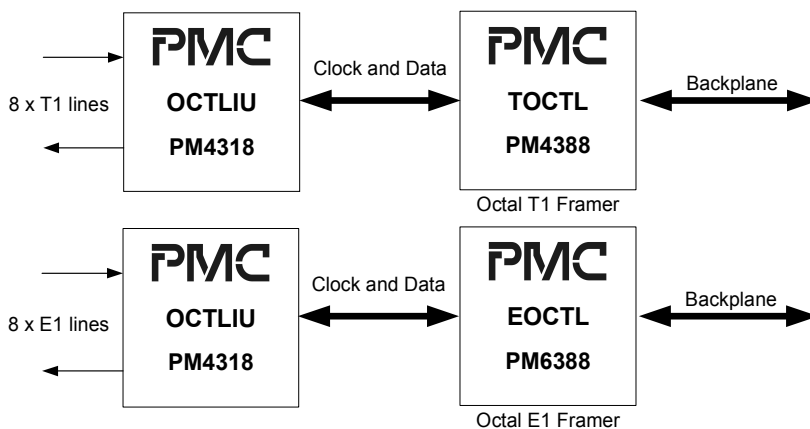 PMC
OCTLIU
PM4318
8 x T1 lines
Clock and Data
PMC
TOCTL
PM4388
Backplane
Octal T1 Framer
PMC
OCTLIU
PM4318
8 x E1 lines
Clock and Data
PMC
EOCTL
PM6388
Backplane
Octal E1 Framer